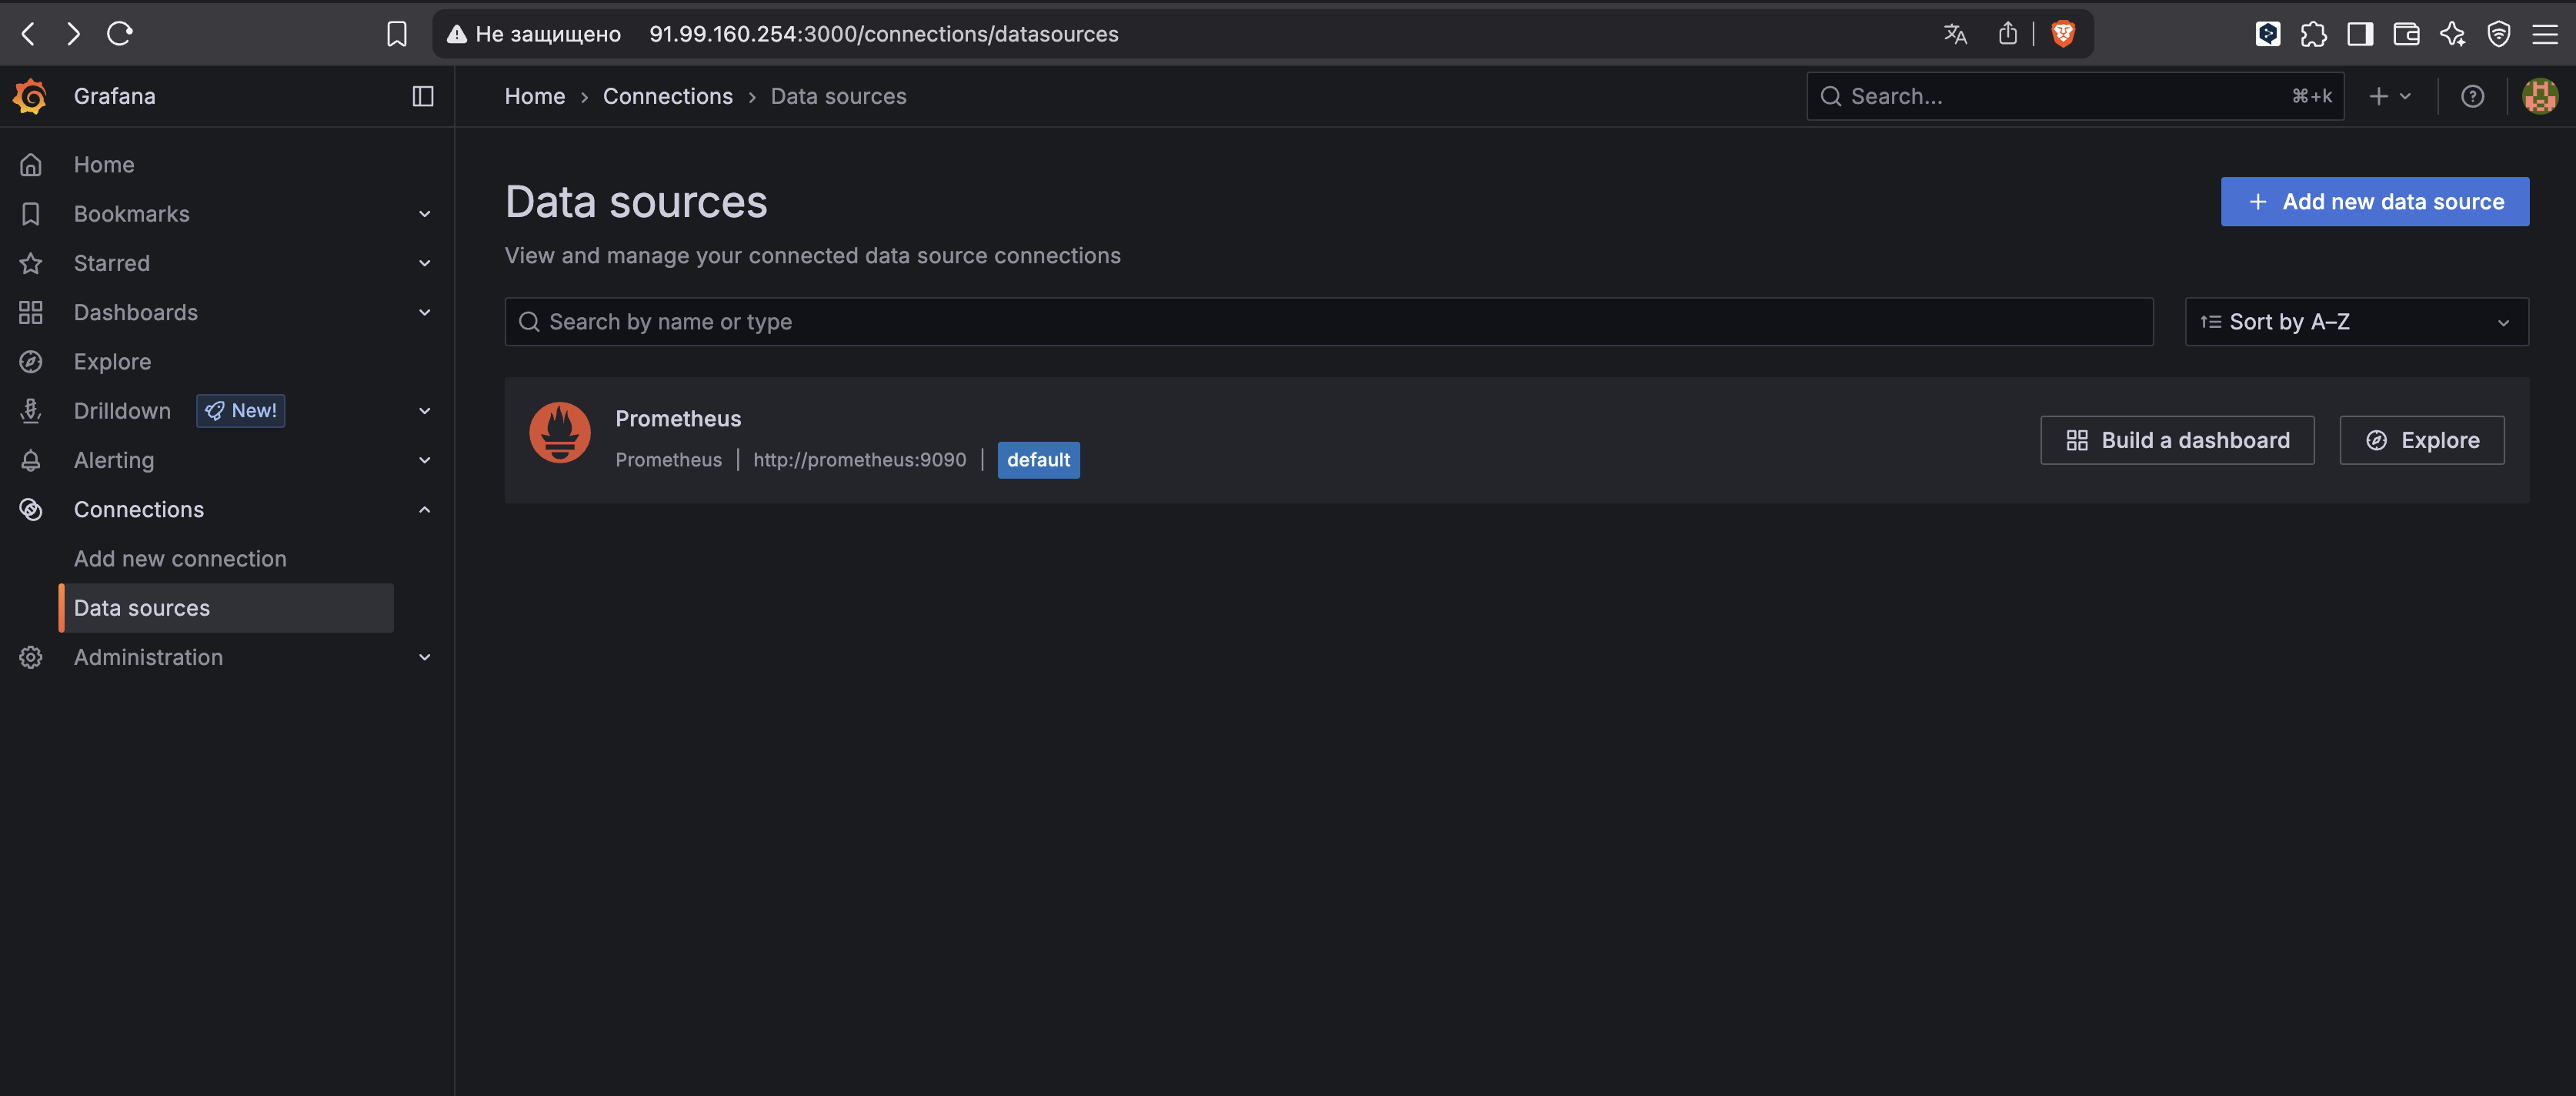 Не защищено 91.99.160.254:3000/connections/datasources
Grafana
Home › Connections › Data sources
Search... ⌘+k
Home
Bookmarks
Starred
Dashboards
Explore
Drilldown New!
Alerting
Connections
Add new connection
Data sources
Administration
Data sources
Add new data source
View and manage your connected data source connections
Search by name or type
Sort by A–Z
Prometheus
Prometheus | http://prometheus:9090 | default
Build a dashboard
Explore